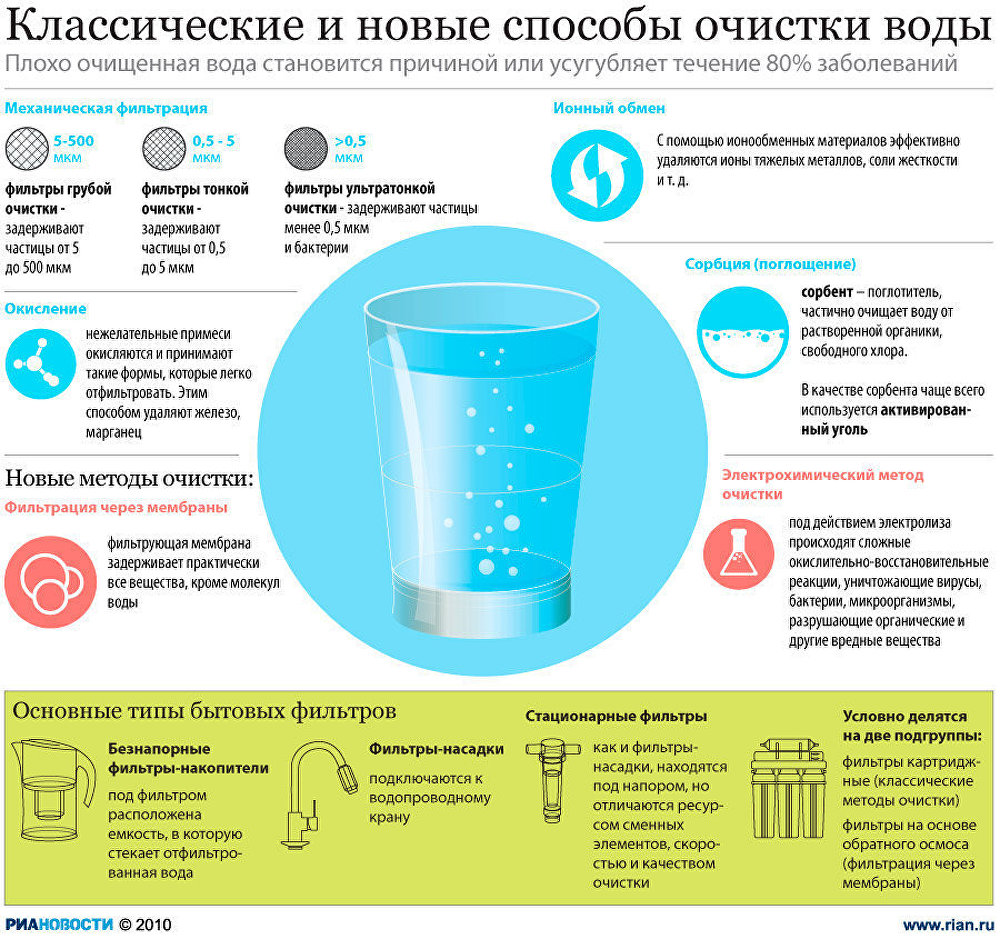 Классические и новые способы очистки воды
Плохо очищенная вода становится причиной или усугубляет течение 80% заболеваний
Механическая фильтрация
5-500
мкм
фильтры грубой
очистки -
задерживают
частицы от 5
до 500 мкм
0,5 - 5
мкм
фильтры тонкой
очистки -
задерживают
частицы от 0,5
до 5 мкм
>0,5
мкм
фильтры ультратонкой
очистки - задерживают частицы
менее 0,5 мкм
и бактерии
Ионный обмен
С помощью ионообменных материалов эффективно
удаляются ионы тяжелых металлов, соли жесткости
и т. д.
Окисление
нежелательные примеси
окисляются и принимают
такие формы, которые легко
отфильтровать. Этим
способом удаляют железо,
марганец
Сорбция (поглощение)
сорбент – поглотитель,
частично очищает воду от
растворенной органики,
свободного хлора.
В качестве сорбента чаще всего
используется активирован-
ный уголь
Новые методы очистки:
Фильтрация через мембраны
фильтрующая мембрана
задерживает практически
все вещества, кроме молекул
воды
Электрохимический метод
очистки
под действием электролиза
происходят сложные
окислительно-восстановительные
реакции, уничтожающие вирусы,
бактерии, микроорганизмы,
разрушающие органические и
другие вредные вещества
Основные типы бытовых фильтров
Безнапорные
фильтры-накопители
под фильтром
расположена
емкость, в которую
стекает отфильтро-
ванная вода
Фильтры-насадки
подключаются к
водопроводному
крану
Стационарные фильтры
как и фильтры-
насадки, находятся
под напором, но
отличаются ресур-
сом сменных
элементов, скоро-
стью и качеством
очистки
Условно делятся
на две подгруппы:
фильтры картридж-
ные (классические
методы очистки)
фильтры на основе
обратного осмоса
(фильтрация через
мембраны)
РИАНОВОСТИ © 2010
www.rian.ru